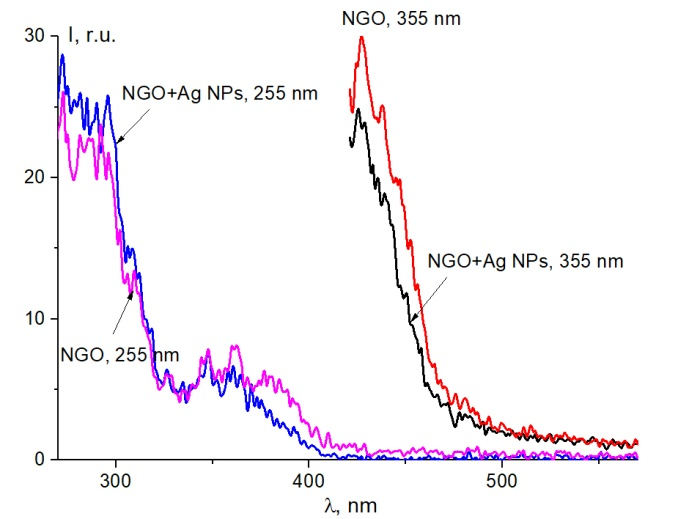 NGO, 355 nm
30
I, r.u.
NGO+Ag NPs, 255 nm
20
NGO+Ag NPs, 355 nm
10
NGO, 255 nm
0
300
400
500
λ, nm